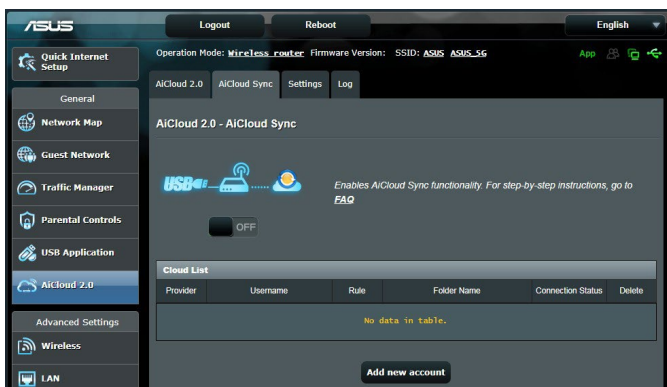 ASUS
Logout
Reboot
English
Quick Internet
Setup
Operation Mode: Wireless router Firmware Version: SSID: ASUS ASUS_5G
App
AiCloud 2.0
AiCloud Sync
Settings
Log
General
Network Map
Guest Network
Traffic Manager
Parental Controls
USB Application
AiCloud 2.0
Advanced Settings
Wireless
LAN
AiCloud 2.0 - AiCloud Sync
USB
Enables AiCloud Sync functionality. For step-by-step instructions, go to
FAQ
OFF
Cloud List
Provider Username Rule Folder Name Connection Status Delete
No data in table.
Add new account